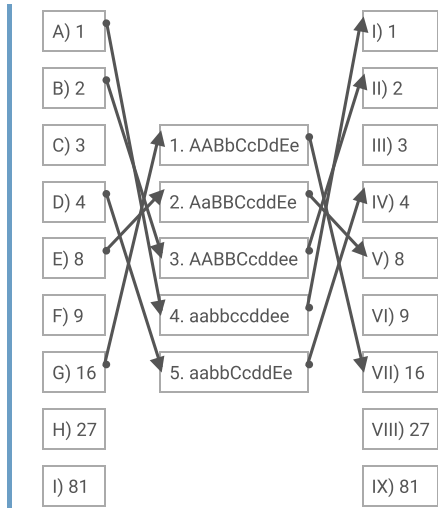 A) 1
B) 2
C) 3
D) 4
E) 8
F) 9
G) 16
H) 27
I) 81
1. AABbCcDdEe
2. AaBBCcddEe
3. AABBCcddee
4. aabbccddee
5. aabbCcddEe
I) 1
II) 2
III) 3
IV) 4
V) 8
VI) 9
VII) 16
VIII) 27
IX) 81